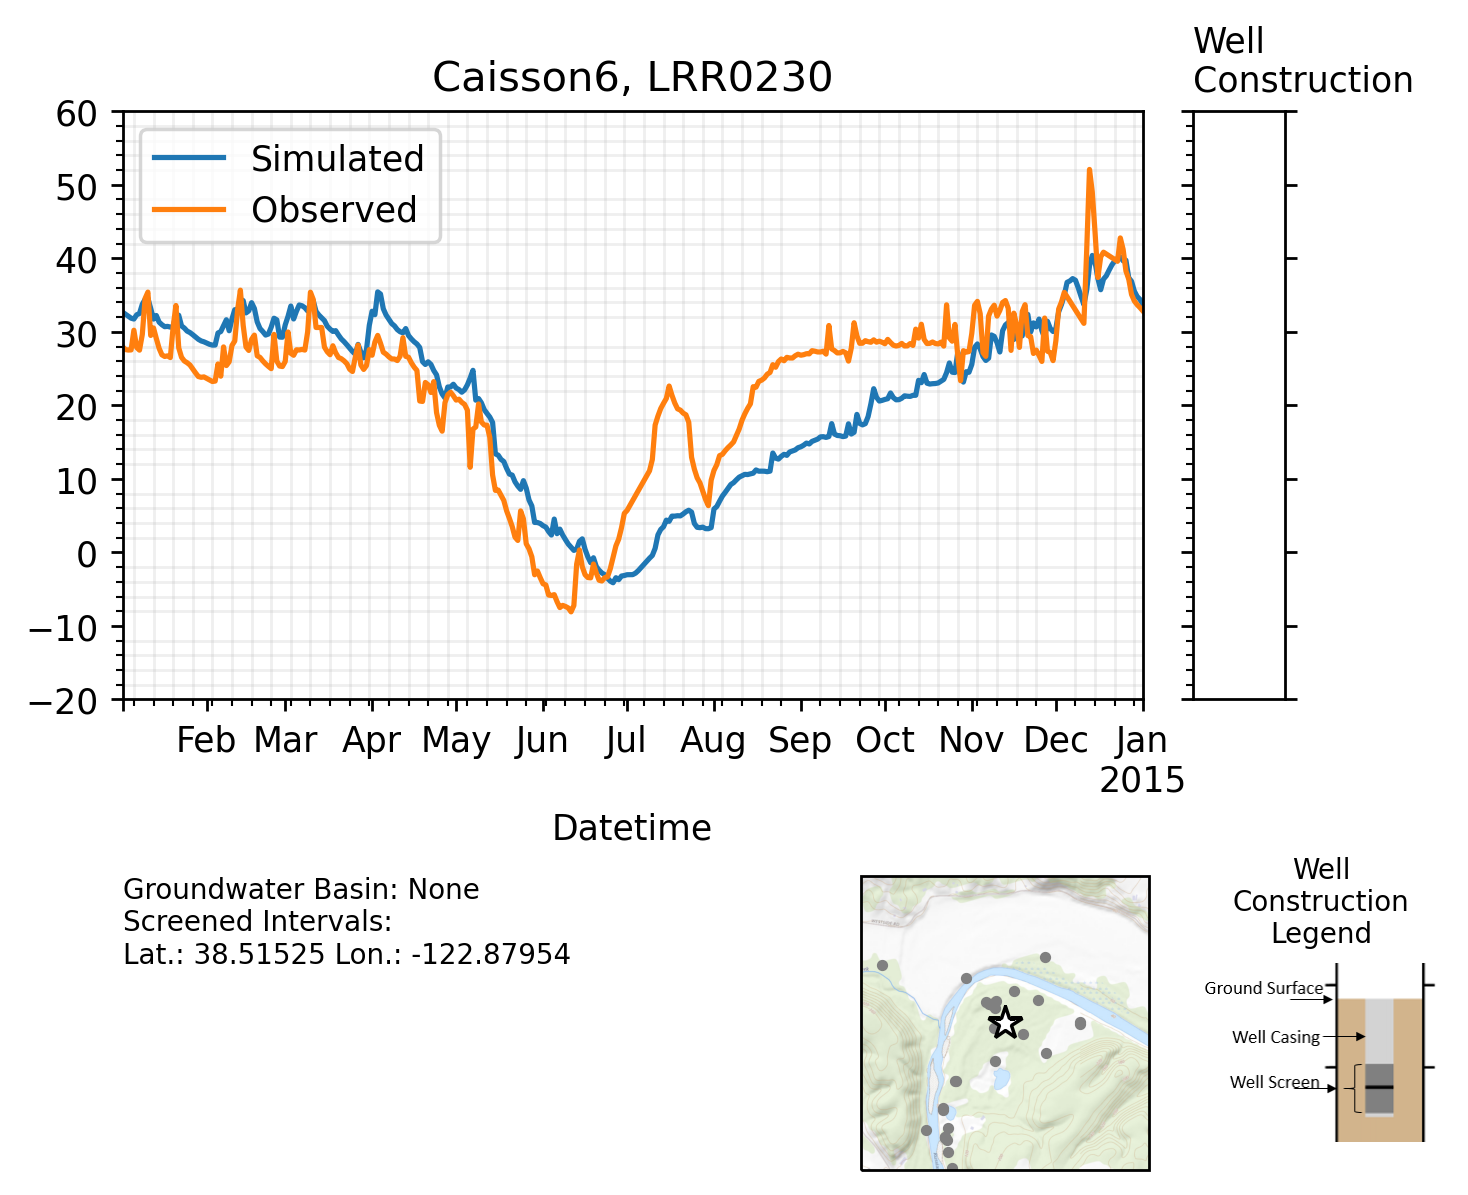 Well
Construction
Caisson6, LRR0230
60
50
40
30
20
10
0
−10
−20
Simulated
Observed
Feb Mar Apr May Jun Jul Aug Sep Oct Nov Dec Jan
2015
Datetime
Groundwater Basin: None
Screened Intervals:
Lat.: 38.51525 Lon.: -122.87954
Well
Construction
Legend
Ground Surface
Well Casing
Well Screen